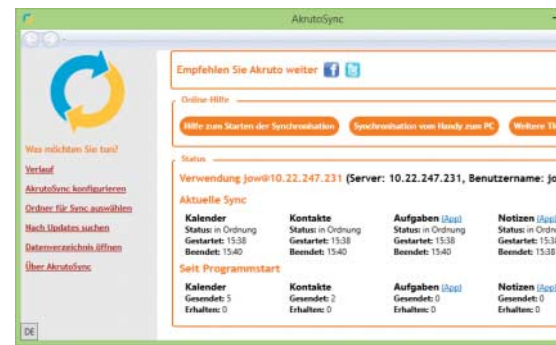 AkrutoSync
Empfehlen Sie Akruto weiter
Online-Hilfe
Hilfe zum Starten der Synchronisation
Synchronisation vom Handy zum PC
Weitere
Was möchten Sie tun?
Verlauf
AkrutoSync konfigurieren
Ordner für Sync auswählen
Nach Updates suchen
Datenverzeichnis öffnen
Über AkrutoSync
DE
Status
Verwendung jow@10.22.247.231 (Server: 10.22.247.231, Benutzername: jo
Aktuelle Sync
Kalender Kontakte Aufgaben (App) Notizen (App)
Status: in Ordnung Status: in Ordnung Status: in Ordnung Status: in Ordn
Gestartet: 15:38 Gestartet: 15:38 Gestartet: 15:38 Gestartet: 15:38
Beendet: 15:40 Beendet: 15:40 Beendet: 15:40 Beendet: 15:38
Seit Programmstart
Kalender Kontakte Aufgaben (App) Notizen (App)
Gesendet: 5 Gesendet: 2 Gesendet: 0 Gesendet: 0
Erhalten: 0 Erhalten: 0 Erhalten: 0 Erhalten: 0